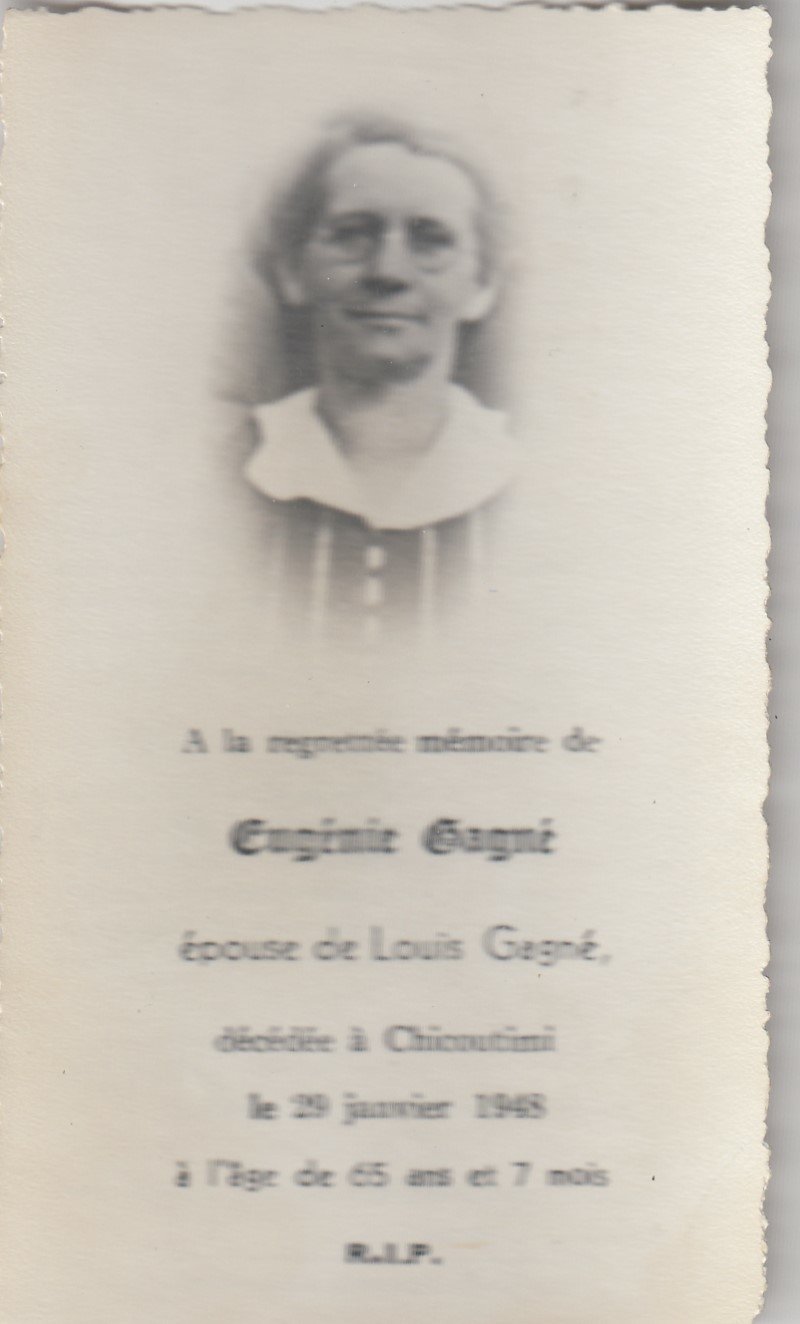 A la regrettée mémoire de
Eugénie Gagné
épouse de Louis Gagné,
décédée à Chicoutimi
le 29 janvier 1948
à l'âge de 65 ans et 7 mois
R.I.P.